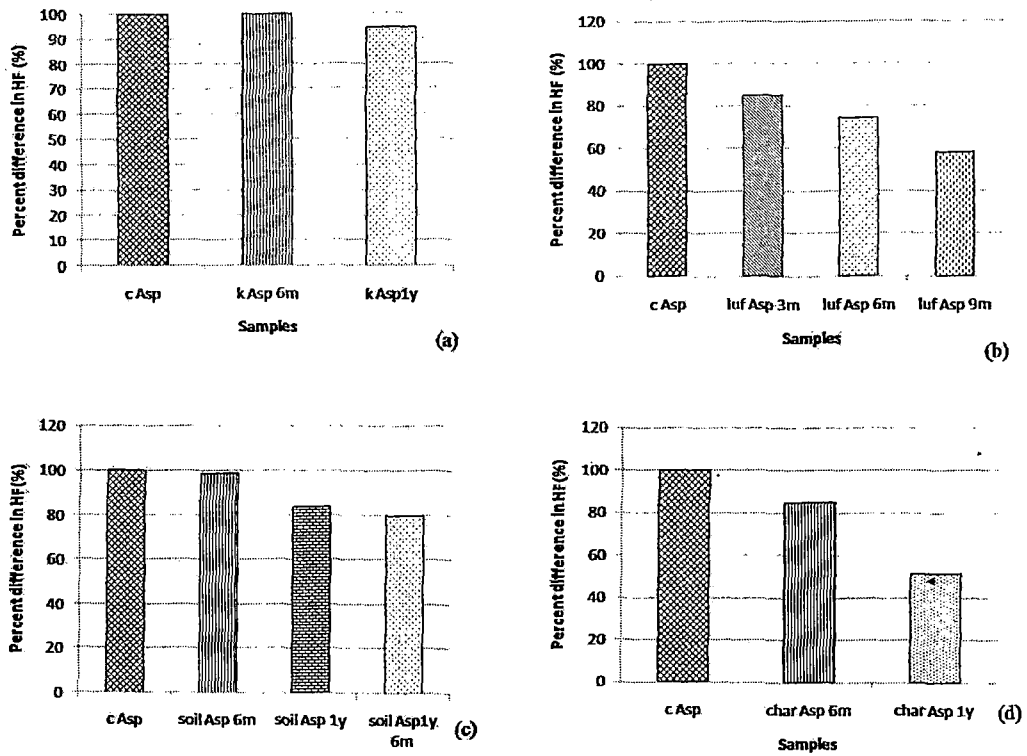 Percent difference in HF (%)
100
90
80
70
60
50
40
30
20
10
0
c Asp
k Asp 6m
k Asp1y
Samples
(a)
Percent difference in HF (%)
120
100
80
60
40
20
0
c Asp
luf Asp 3m
luf Asp 6m
luf Asp 9m
Samples
(b)
Percent difference in HF (%)
120
100
80
60
40
20
0
c Asp
soil Asp 6m
soil Asp 1y
soil Asp1y.
6m
(c)
Percent difference in HF (%)
120
100
80
60
40
20
0
c Asp
char Asp 6m
char Asp 1y
Samples
(d)